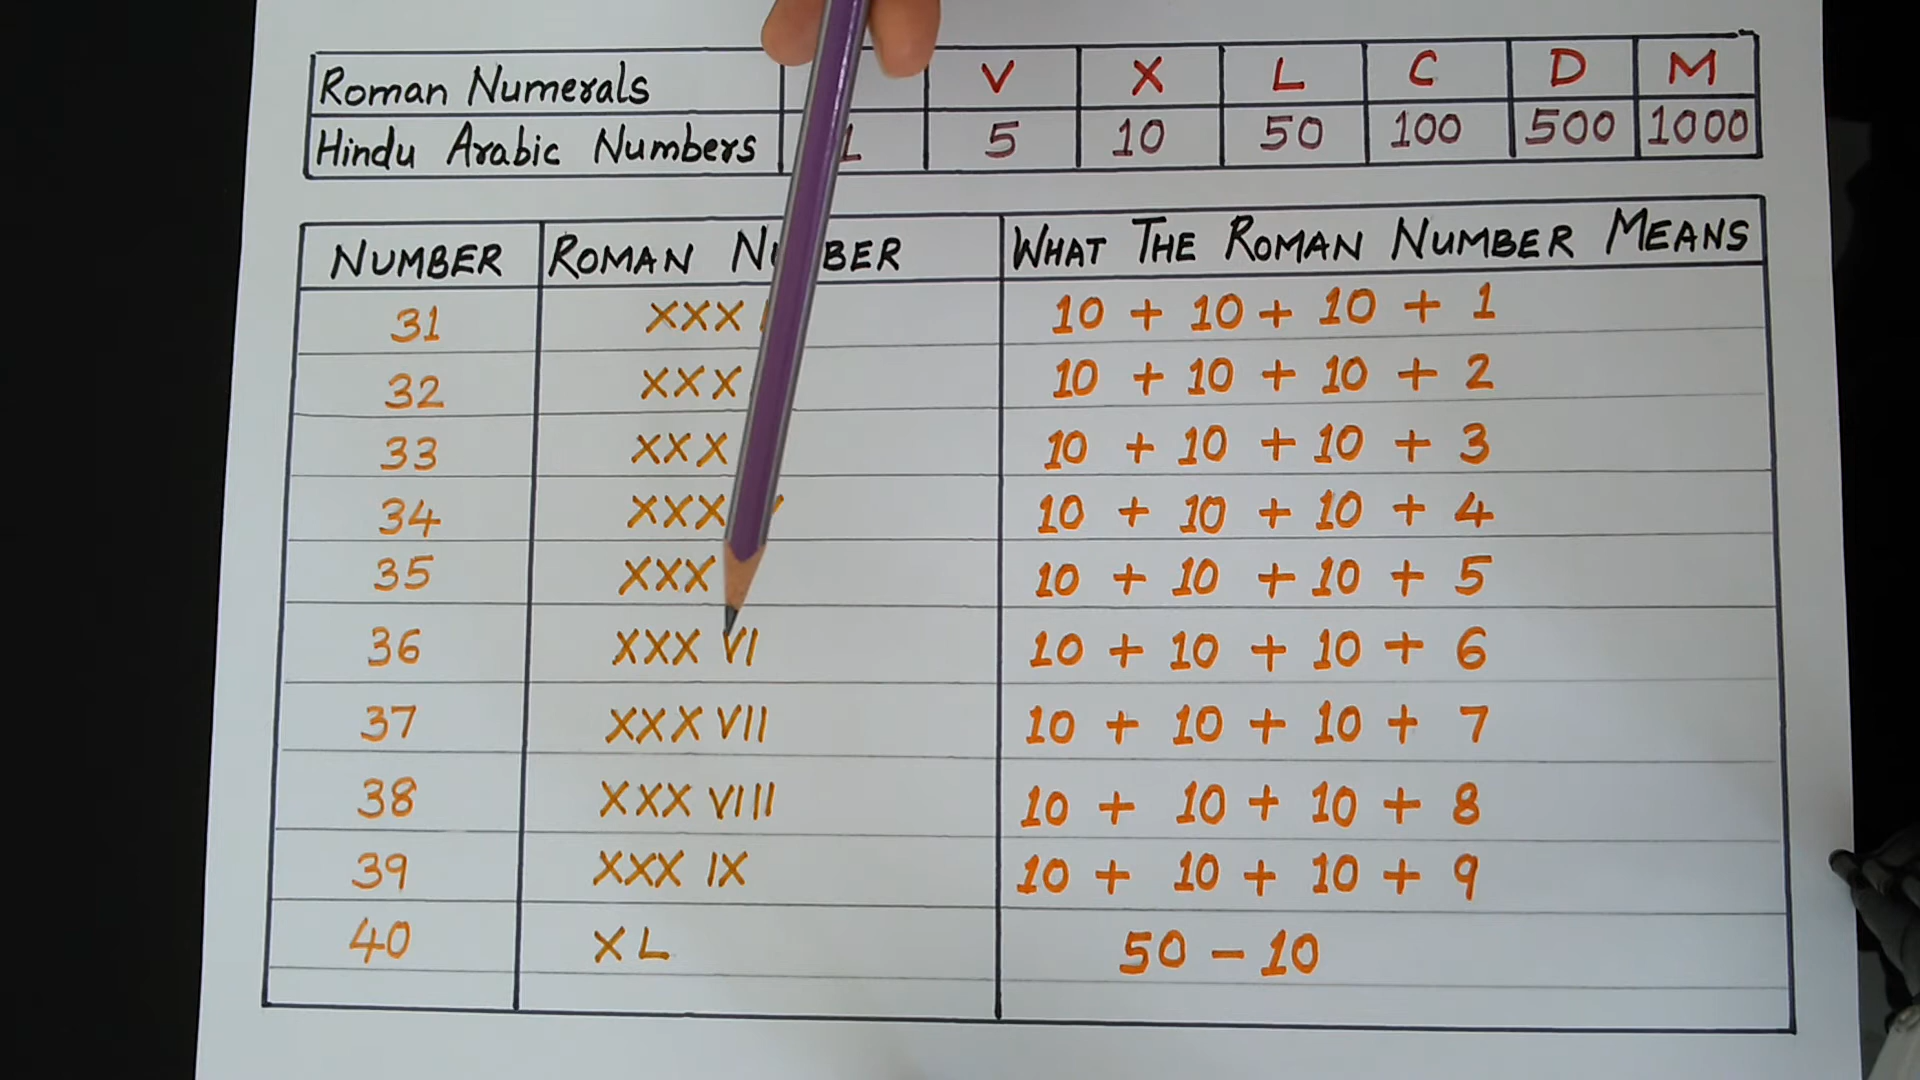 Roman Numerals V X L C D M
Hindu Arabic Numbers 1 5 10 50 100 500 1000
NUMBER ROMAN WHAT THE ROMAN NUMBER MEANS
31 XXX 10 + 10 + 10 + 1
32 XXX 10 + 10 + 10 + 2
33 XXX 10 + 10 + 10 + 3
34 XXX 10 + 10 + 10 + 4
35 XXX 10 + 10 + 10 + 5
36 XXX VI 10 + 10 + 10 + 6
37 XXX VII 10 + 10 + 10 + 7
38 XXX VIII 10 + 10 + 10 + 8
39 XXX IX 10 + 10 + 10 + 9
40 XL 50 - 10